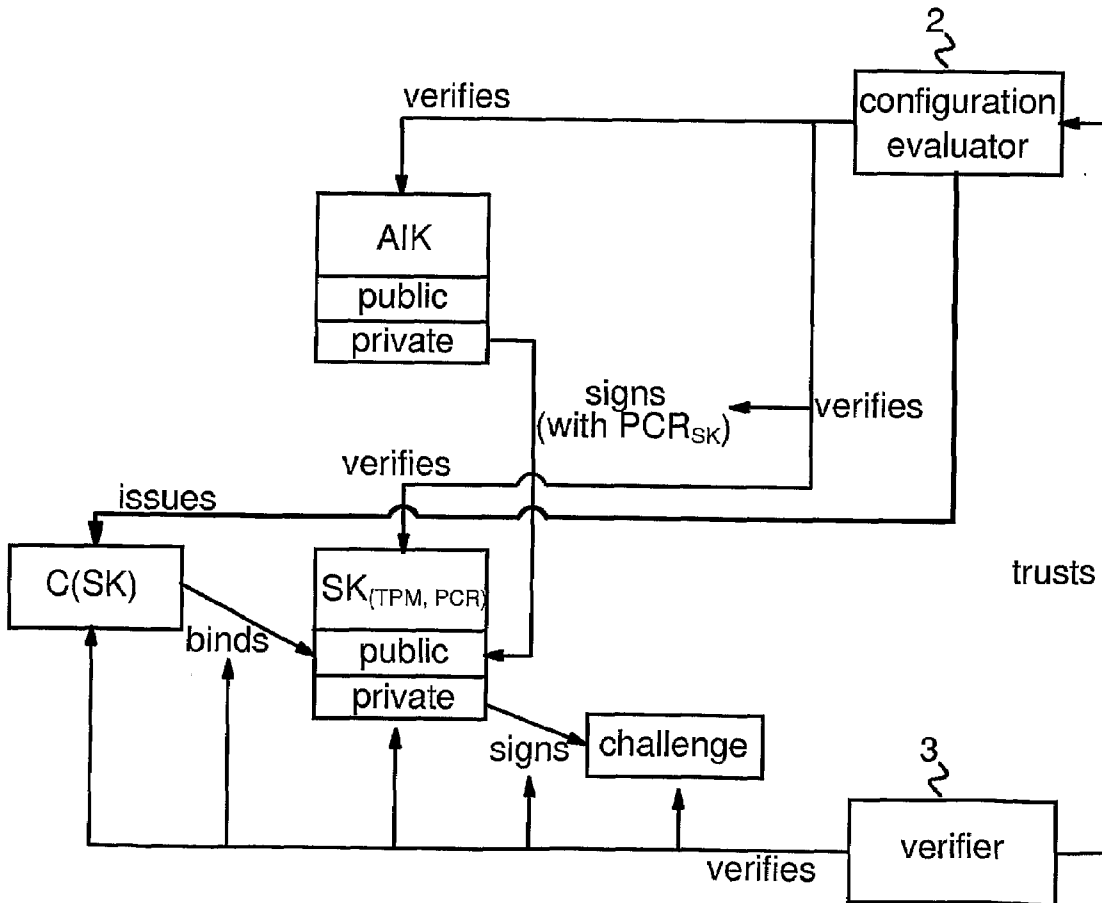 2
configuration
evaluator
verifies
AIK
public
private
signs
(with PCRSK)
verifies
verifies
issues
C(SK)
SK(TPM, PCR)
trusts
binds
public
private
signs
challenge
3
verifier
verifies